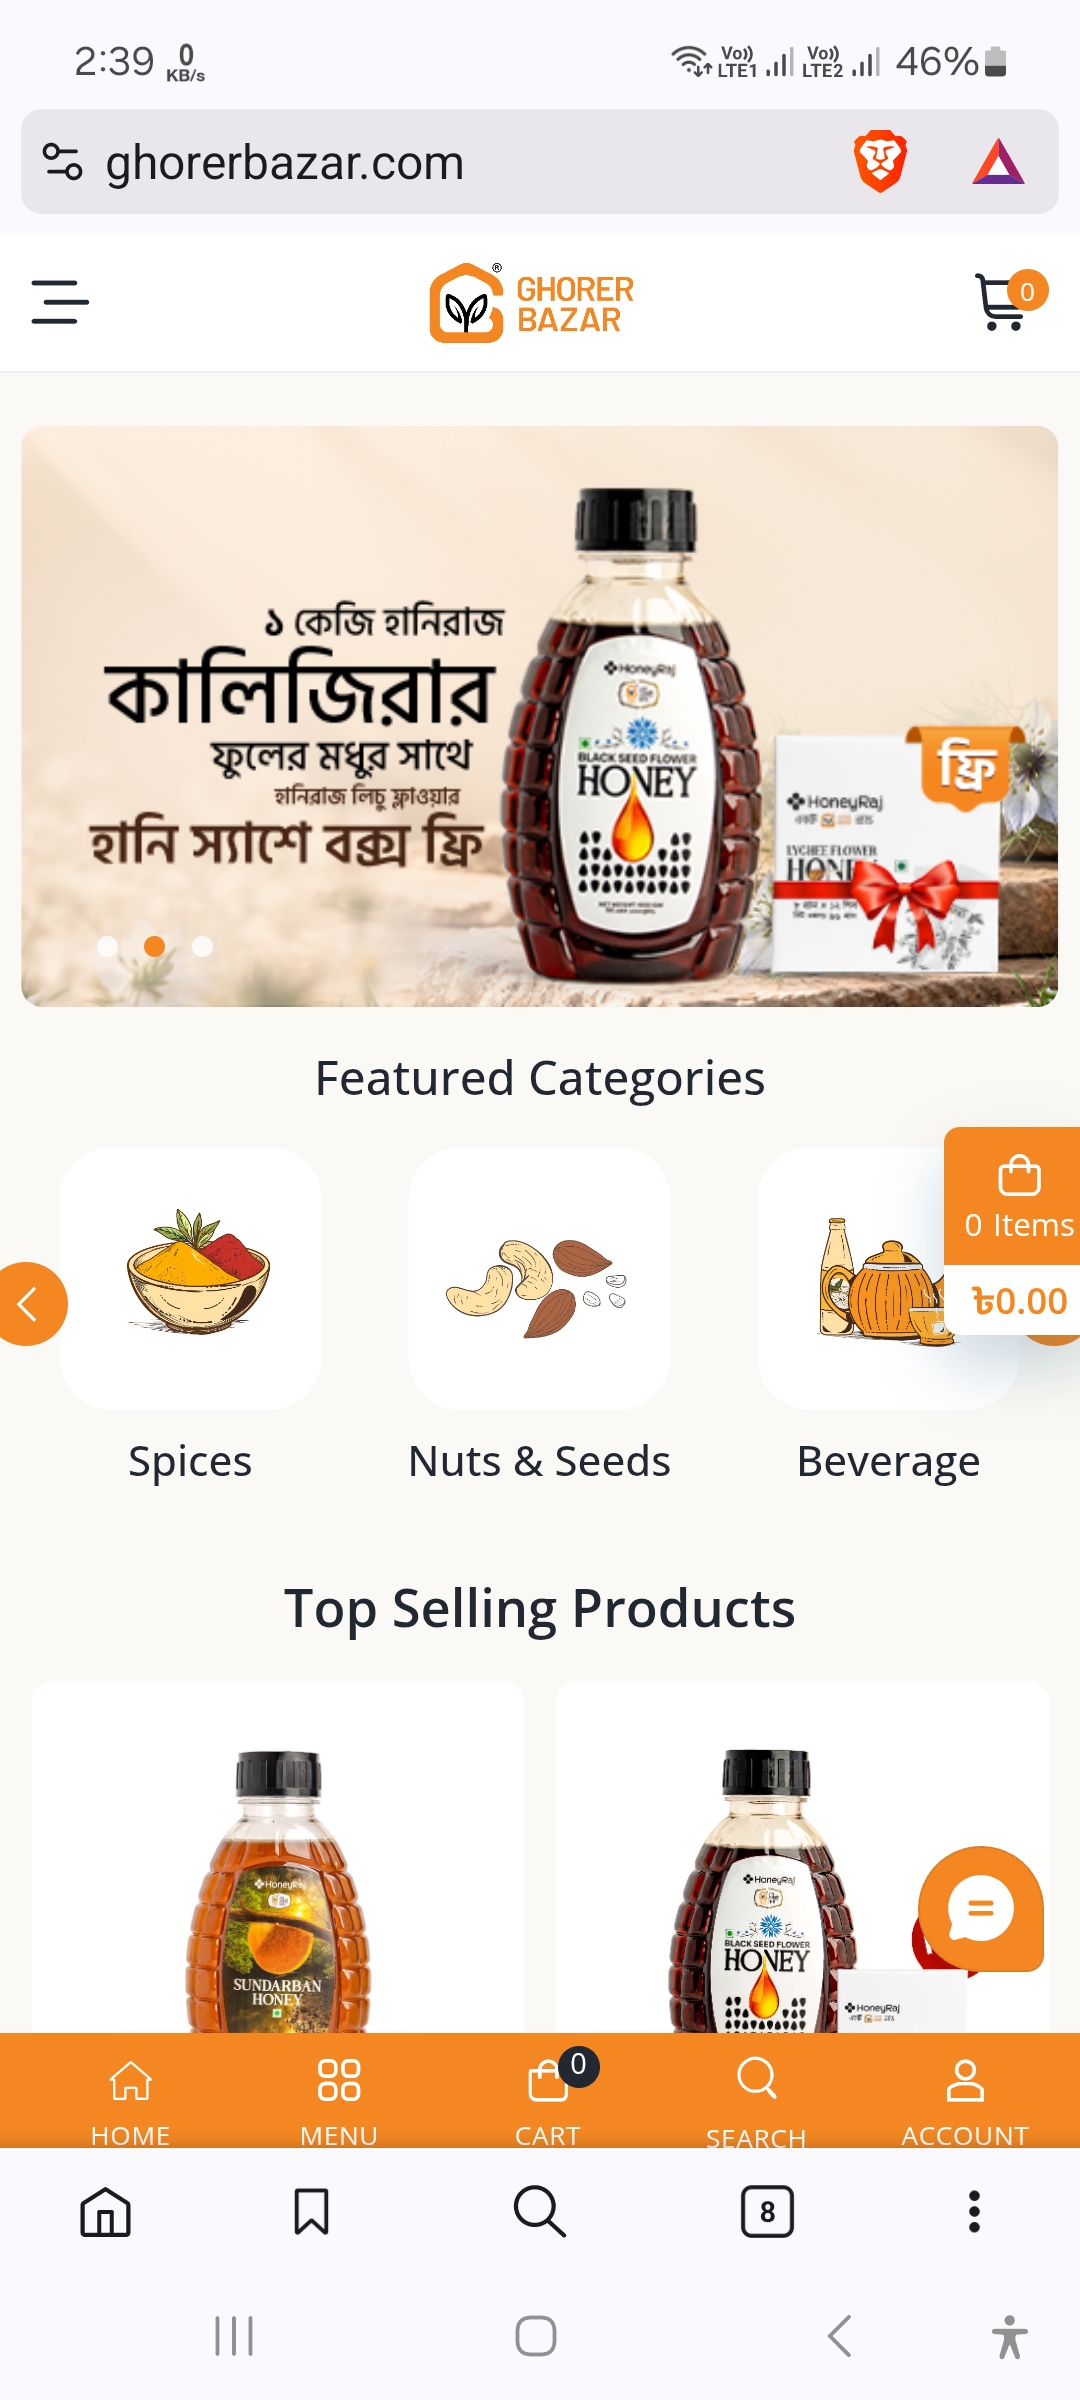 2:39
0
KB/s
Vo))
LTE1
Vo))
LTE2
46%
ghorerbazar.com
GHORER
BAZAR
®
0
১ কেজি হানিরাজ
কালিজিরার
ফুলের মধুর সাথে
হানিরাজ লিচু ফ্লাওয়ার
হানি স্যাশে বক্স ফ্রি
HoneyRaj
BLACK SEED FLOWER
HONEY
ফ্রি
HoneyRaj
LYCHEE FLOWER
HONEY
Featured Categories
0 Items
৳0.00
Spices
Nuts & Seeds
Beverage
Top Selling Products
HoneyRaj
SUNDARBAN
HONEY
HoneyRaj
BLACK SEED FLOWER
HONEY
HoneyRaj
HOME
MENU
0
CART
SEARCH
ACCOUNT
8